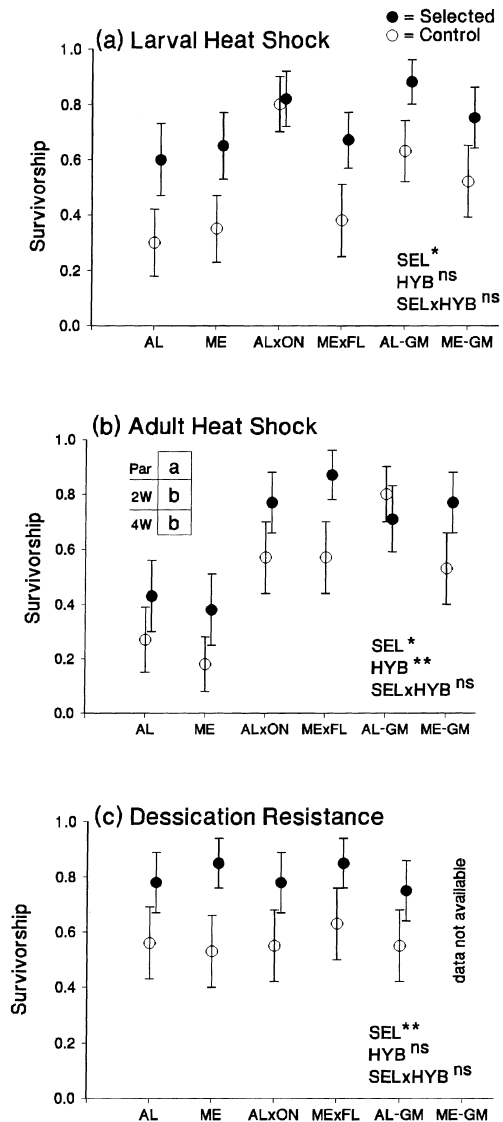 ● = Selected
○ = Control
(a) Larval Heat Shock
Survivorship
1.0
0.8
0.6
0.4
0.2
0.0
SEL*
HYB ns
SELxHYB ns
AL ME ALxON MExFL AL-GM ME-GM
(b) Adult Heat Shock
Survivorship
1.0
0.8
0.6
0.4
0.2
0.0
Par a
2W b
4W b
SEL*
HYB**
SELxHYB ns
AL ME ALxON MExFL AL-GM ME-GM
(c) Dessication Resistance
Survivorship
1.0
0.8
0.6
0.4
0.2
0.0
data not available
SEL**
HYB ns
SELxHYB ns
AL ME ALxON MExFL AL-GM ME-GM